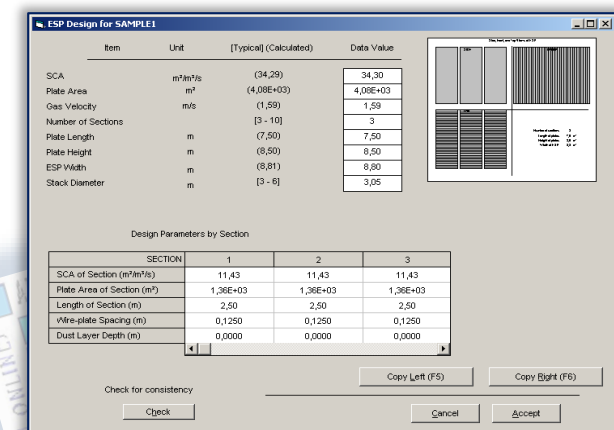 ESP Design for SAMPLE1
Item Unit [Typical] (Calculated) Data Value
SCA m³/m³/s (34,29) 34,30
Plate Area m² (4,08E+03) 4,08E+03
Gas Velocity m/s (1,59) 1,59
Number of Sections [3 - 10] 3
Plate Length m (7,50) 7,50
Plate Height m (8,50) 8,50
ESP Width m (8,81) 8,80
Stack Diameter m [3 - 6] 3,05
Design Parameters by Section
SECTION 1 2 3
SCA of Section (m²/m³/s) 11,43 11,43 11,43
Plate Area of Section (m²) 1,36E+03 1,36E+03 1,36E+03
Length of Section (m) 2,50 2,50 2,50
Wire-plate Spacing (m) 0,1250 0,1250 0,1250
Dust Layer Depth (m) 0,0000 0,0000 0,0000
Copy Left (F5) Copy Right (F6)
Check for consistency
Check Cancel Accept